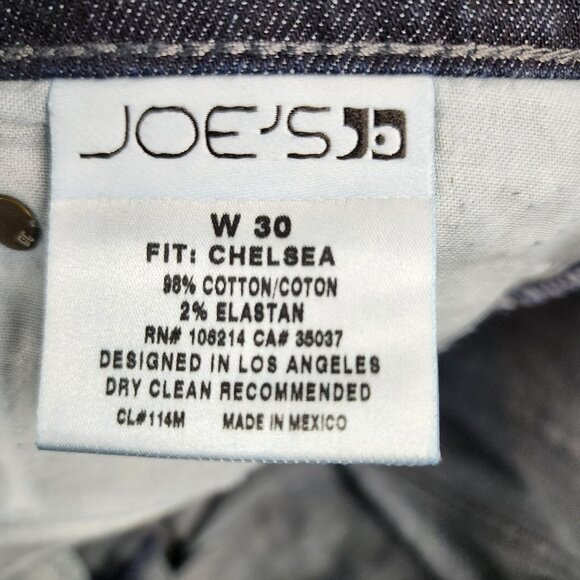 JOE'S
W 30
FIT: CHELSEA
98% COTTON/COTON
2% ELASTAN
RN# 106214 CA# 35037
DESIGNED IN LOS ANGELES
DRY CLEAN RECOMMENDED
CL#114M MADE IN MEXICO